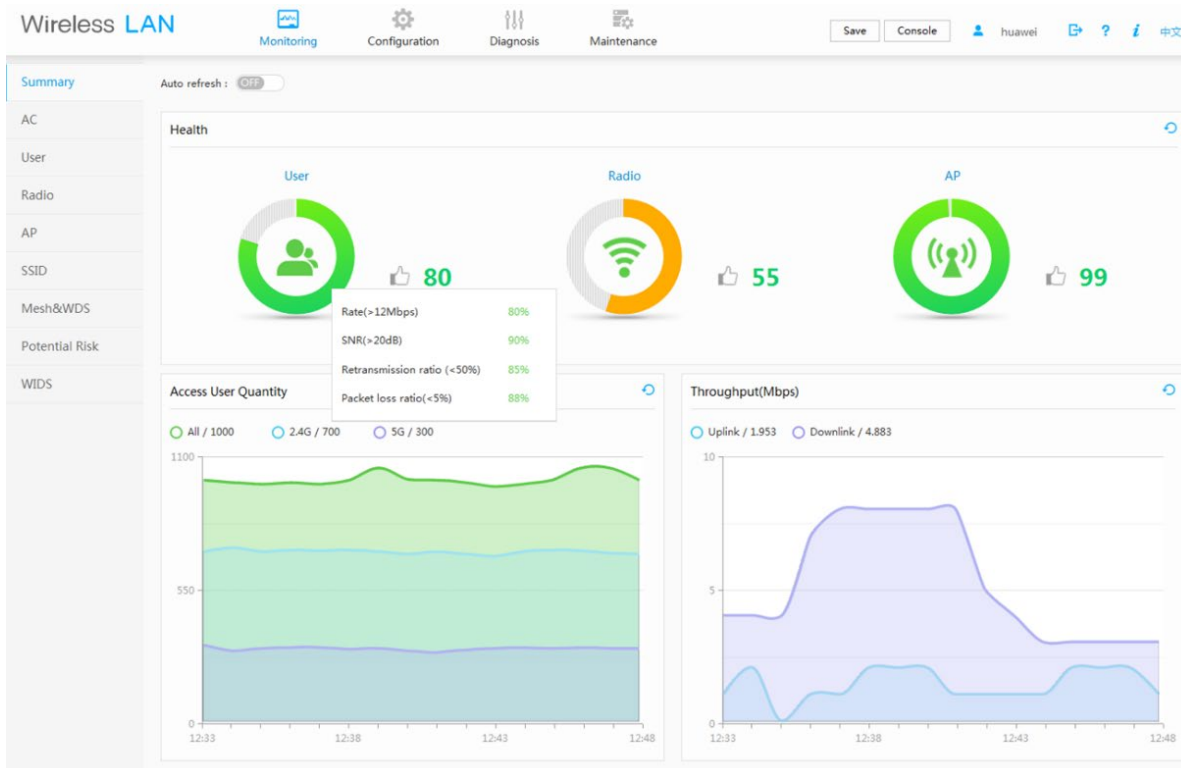 Wireless LAN
Monitoring
Configuration
Diagnosis
Maintenance
Save
Console
huawei
?
i
中文
Summary
AC
User
Radio
AP
SSID
Mesh&WDS
Potential Risk
WIDS
Auto refresh : OFF
Health
User
Radio
AP
80
55
99
Rate(>12Mbps) 80%
SNR(>20dB) 90%
Retransmission ratio (<50%) 85%
Packet loss ratio(<5%) 88%
Access User Quantity
All / 1000 2.4G / 700 5G / 300
1100
550
0
12:33 12:38 12:43 12:48
Throughput(Mbps)
Uplink / 1.953 Downlink / 4.883
10
5
0
12:33 12:38 12:43 12:48